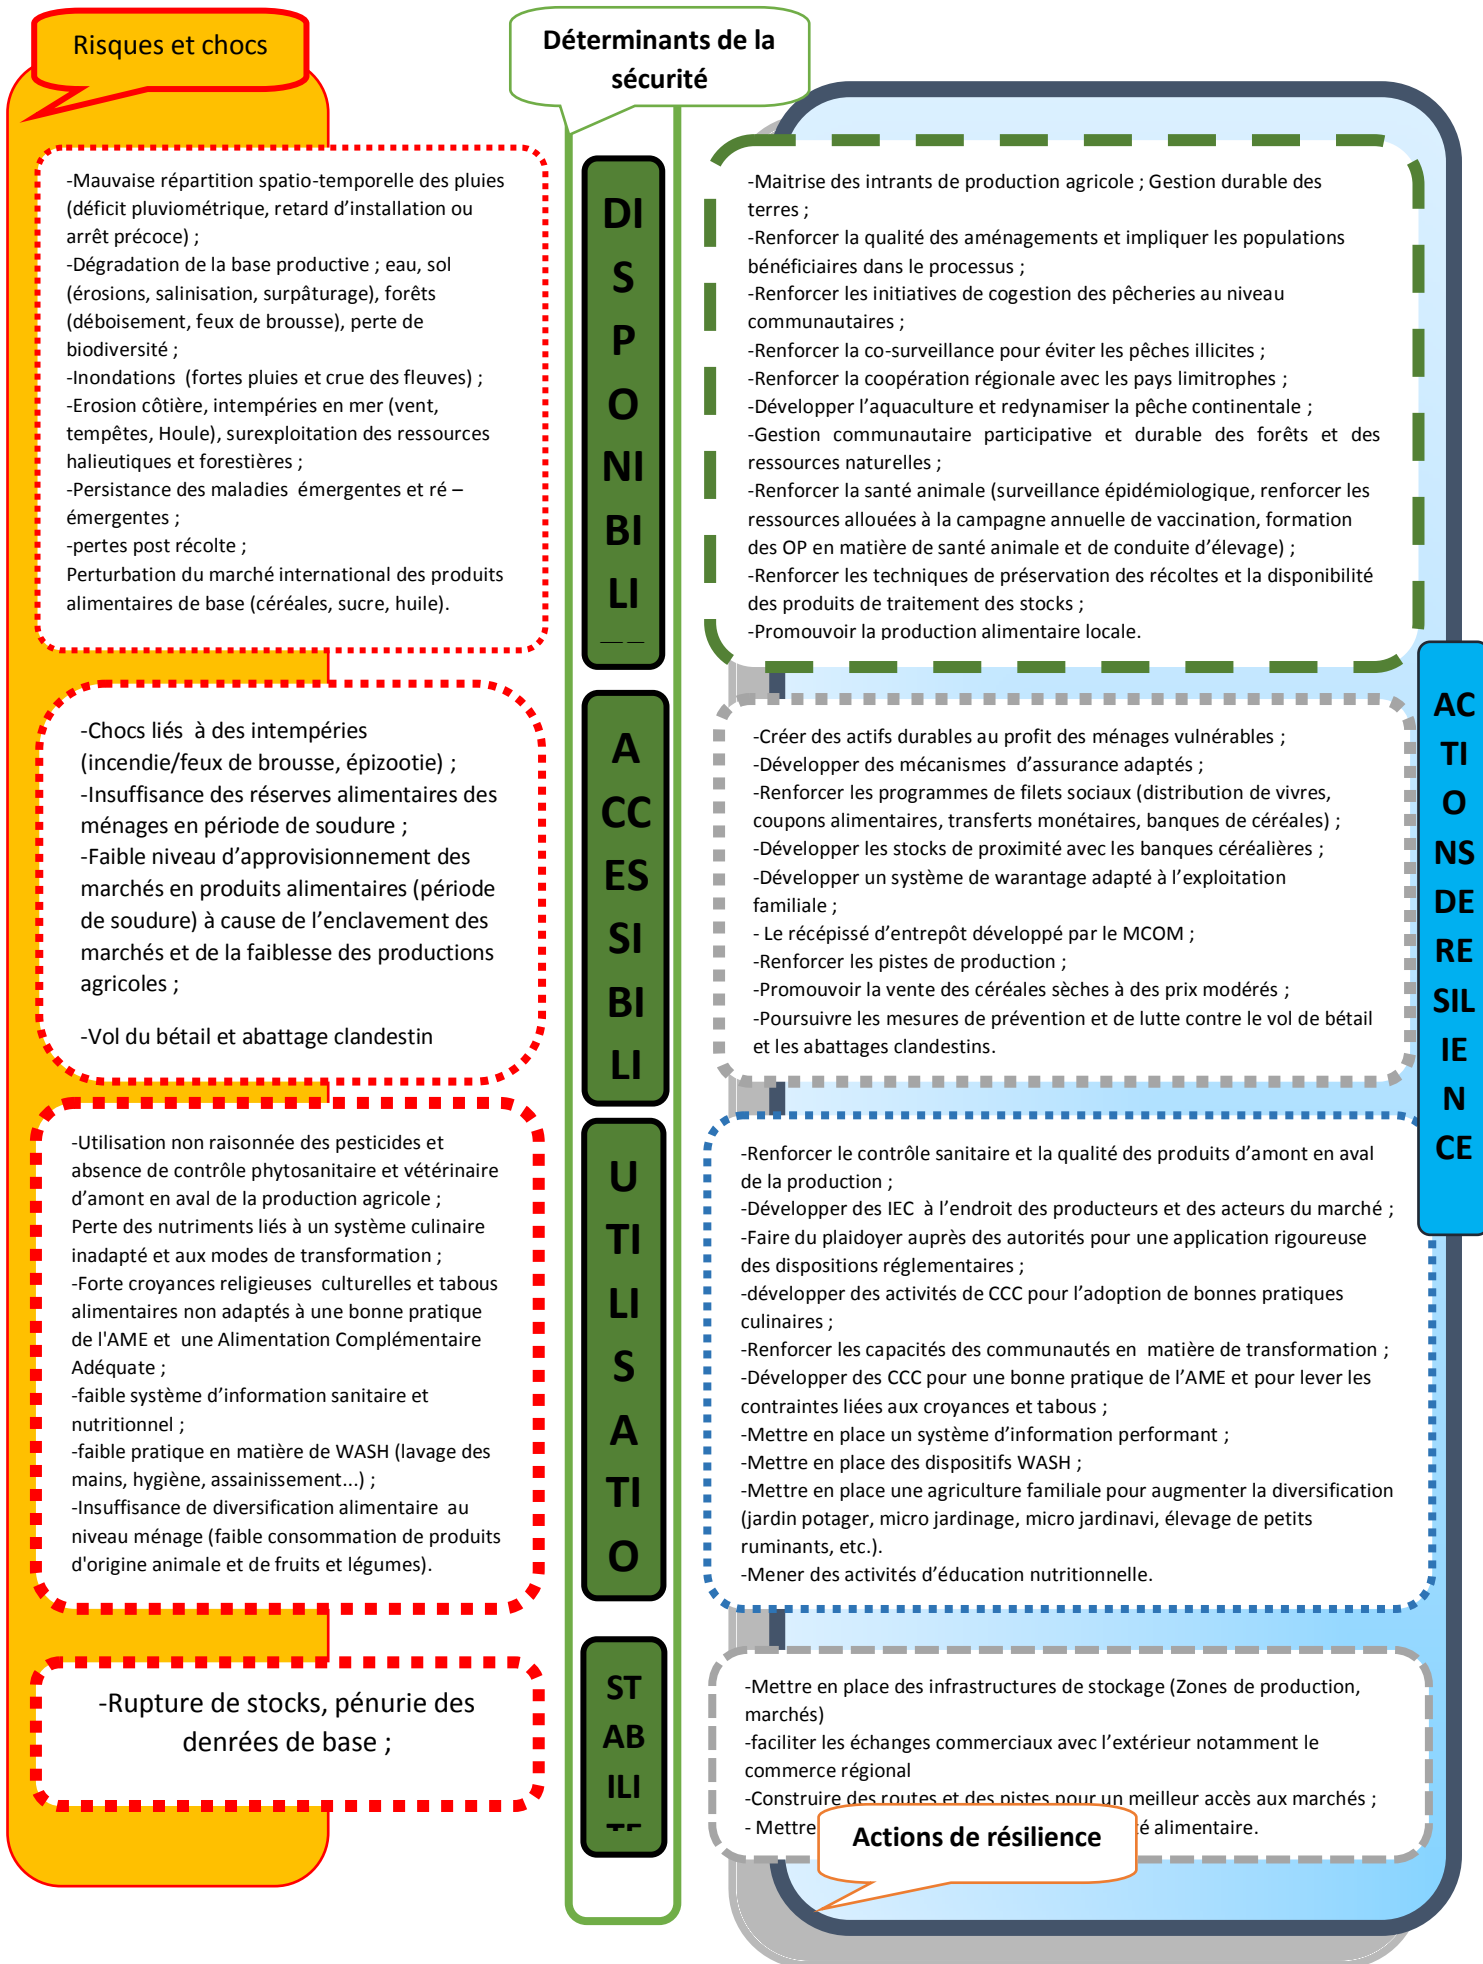 Risques et chocs
Déterminants de la
sécurité
-Mauvaise répartition spatio-temporelle des pluies
(déficit pluviométrique, retard d’installation ou
arrêt précoce) ;
-Dégradation de la base productive ; eau, sol
(érosions, salinisation, surpâturage), forêts
(déboisement, feux de brousse), perte de
biodiversité ;
-Inondations (fortes pluies et crue des fleuves) ;
-Erosion côtière, intempéries en mer (vent,
tempêtes, Houle), surexploitation des ressources
halieutiques et forestières ;
-Persistance des maladies émergentes et ré –
émergentes ;
-pertes post récolte ;
Perturbation du marché international des produits
alimentaires de base (céréales, sucre, huile).
DI
S
P
O
NI
BI
LI
-Maitrise des intrants de production agricole ; Gestion durable des
terres ;
-Renforcer la qualité des aménagements et impliquer les populations
bénéficiaires dans le processus ;
-Renforcer les initiatives de cogestion des pêcheries au niveau
communautaires ;
-Renforcer la co-surveillance pour éviter les pêches illicites ;
-Renforcer la coopération régionale avec les pays limitrophes ;
-Développer l’aquaculture et redynamiser la pêche continentale ;
-Gestion communautaire participative et durable des forêts et des
ressources naturelles ;
-Renforcer la santé animale (surveillance épidémiologique, renforcer les
ressources allouées à la campagne annuelle de vaccination, formation
des OP en matière de santé animale et de conduite d’élevage) ;
-Renforcer les techniques de préservation des récoltes et la disponibilité
des produits de traitement des stocks ;
-Promouvoir la production alimentaire locale.
-Chocs liés à des intempéries
(incendie/feux de brousse, épizootie) ;
-Insuffisance des réserves alimentaires des
ménages en période de soudure ;
-Faible niveau d’approvisionnement des
marchés en produits alimentaires (période
de soudure) à cause de l’enclavement des
marchés et de la faiblesse des productions
agricoles ;
-Vol du bétail et abattage clandestin
A
CC
ES
SI
BI
LI
-Créer des actifs durables au profit des ménages vulnérables ;
-Développer des mécanismes d’assurance adaptés ;
-Renforcer les programmes de filets sociaux (distribution de vivres,
coupons alimentaires, transferts monétaires, banques de céréales) ;
-Développer les stocks de proximité avec les banques céréalières ;
-Développer un système de warantage adapté à l’exploitation
familiale ;
- Le récépissé d’entrepôt développé par le MCOM ;
-Renforcer les pistes de production ;
-Promouvoir la vente des céréales sèches à des prix modérés ;
-Poursuivre les mesures de prévention et de lutte contre le vol de bétail
et les abattages clandestins.
AC
TI
O
NS
DE
RE
SIL
IE
N
CE
-Utilisation non raisonnée des pesticides et
absence de contrôle phytosanitaire et vétérinaire
d’amont en aval de la production agricole ;
Perte des nutriments liés à un système culinaire
inadapté et aux modes de transformation ;
-Forte croyances religieuses culturelles et tabous
alimentaires non adaptés à une bonne pratique
de l'AME et une Alimentation Complémentaire
Adéquate ;
-faible système d’information sanitaire et
nutritionnel ;
-faible pratique en matière de WASH (lavage des
mains, hygiène, assainissement...) ;
-Insuffisance de diversification alimentaire au
niveau ménage (faible consommation de produits
d'origine animale et de fruits et légumes).
U
TI
LI
S
A
TI
O
-Renforcer le contrôle sanitaire et la qualité des produits d’amont en aval
de la production ;
-Développer des IEC à l’endroit des producteurs et des acteurs du marché ;
-Faire du plaidoyer auprès des autorités pour une application rigoureuse
des dispositions réglementaires ;
-développer des activités de CCC pour l’adoption de bonnes pratiques
culinaires ;
-Renforcer les capacités des communautés en matière de transformation ;
-Développer des CCC pour une bonne pratique de l’AME et pour lever les
contraintes liées aux croyances et tabous ;
-Mettre en place un système d’information performant ;
-Mettre en place des dispositifs WASH ;
-Mettre en place une agriculture familiale pour augmenter la diversification
(jardin potager, micro jardinage, micro jardinavi, élevage de petits
ruminants, etc.).
-Mener des activités d’éducation nutritionnelle.
-Rupture de stocks, pénurie des
denrées de base ;
ST
AB
ILI
TE
-Mettre en place des infrastructures de stockage (Zones de production,
marchés)
-faciliter les échanges commerciaux avec l’extérieur notamment le
commerce régional
-Construire des routes et des pistes pour un meilleur accès aux marchés ;
- Mettre
é alimentaire.
Actions de résilience